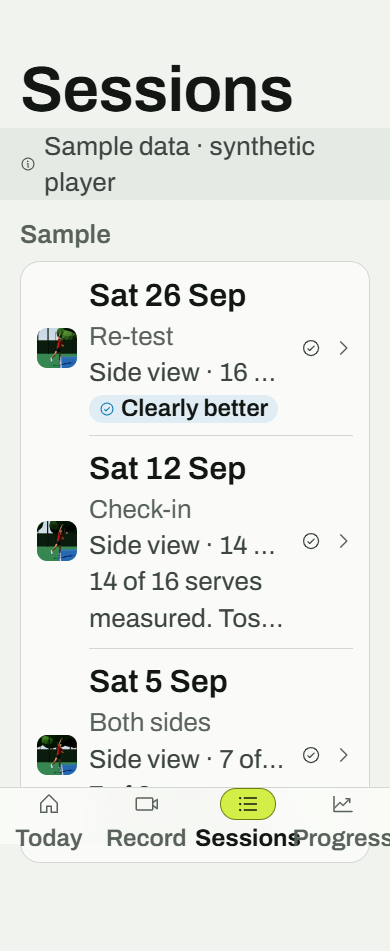 Sessions
Sample data · synthetic
player
Sample
Sat 26 Sep
Re-test
Side view · 16 ...
Clearly better
Sat 12 Sep
Check-in
Side view · 14 ...
14 of 16 serves
measured. Tos...
Sat 5 Sep
Both sides
Side view · 7 of...
Today
Record
Sessions
Progress